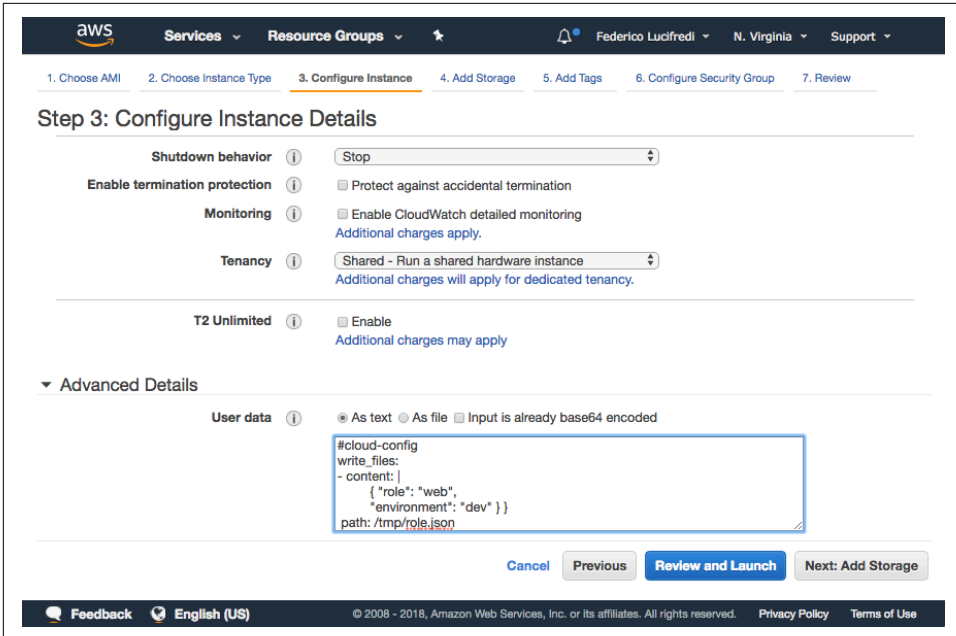 aws Services Resource Groups Federico Lucifredi N. Virginia Support
1. Choose AMI 2. Choose Instance Type 3. Configure Instance 4. Add Storage 5. Add Tags 6. Configure Security Group 7. Review
Step 3: Configure Instance Details
Shutdown behavior i Stop
Enable termination protection i Protect against accidental termination
Monitoring i Enable CloudWatch detailed monitoring
Additional charges apply.
Tenancy i Shared - Run a shared hardware instance
Additional charges will apply for dedicated tenancy.
T2 Unlimited i Enable
Additional charges may apply
Advanced Details
User data i As text As file Input is already base64 encoded
#cloud-config
write_files:
- content: |
{ "role": "web",
"environment": "dev" } }
path: /tmp/role.json
Cancel Previous Review and Launch Next: Add Storage
Feedback English (US) © 2008 - 2018, Amazon Web Services, Inc. or its affiliates. All rights reserved. Privacy Policy Terms of Use